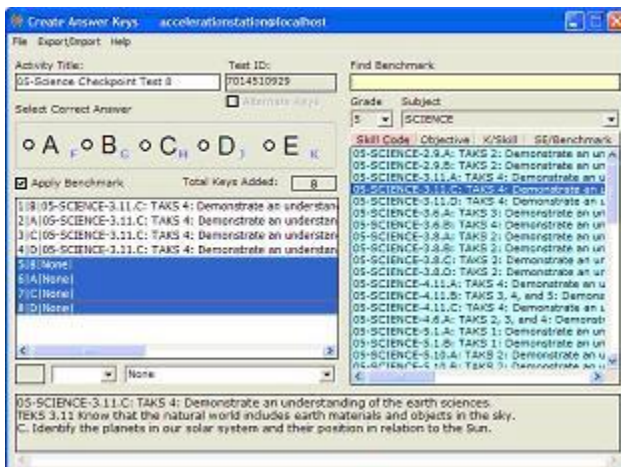 Create Answer Keys accelerationstation@localhost
File Export/Import Help
Activity Title: Test ID: Find Benchmark
05-Science Checkpoint Test 8 7014510929
Alternate Keys
Select Correct Answer Grade Subject
5 SCIENCE
A F B G C H D J E K
Skill Code Objective K/Skill SE/Benchmark
Apply Benchmark Total Keys Added: 8
1|B|05-SCIENCE-3.11.C: TAKS 4: Demonstrate an understan
2|A|05-SCIENCE-3.11.C: TAKS 4: Demonstrate an understan
3|C|05-SCIENCE-3.11.C: TAKS 4: Demonstrate an understan
4|D|05-SCIENCE-3.11.C: TAKS 4: Demonstrate an understan
5|B|None|
6|A|None|
7|C|None|
8|D|None|
None
05-SCIENCE-2.9.A: TAKS 2: Demonstrate an un
05-SCIENCE-2.9.B: TAKS 2: Demonstrate an un
05-SCIENCE-3.11.A: TAKS 4: Demonstrate an u
05-SCIENCE-3.11.C: TAKS 4: Demonstrate an u
05-SCIENCE-3.11.D: TAKS 4: Demonstrate an u
05-SCIENCE-3.6.A: TAKS 3: Demonstrate an un
05-SCIENCE-3.6.B: TAKS 4: Demonstrate an un
05-SCIENCE-3.8.A: TAKS 2: Demonstrate an un
05-SCIENCE-3.8.B: TAKS 2: Demonstrate an un
05-SCIENCE-3.8.C: TAKS 2: Demonstrate an un
05-SCIENCE-3.8.D: TAKS 2: Demonstrate an un
05-SCIENCE-4.11.A: TAKS 4: Demonstrate an u
05-SCIENCE-4.11.B: TAKS 3, 4, and 5: Demons
05-SCIENCE-4.11.C: TAKS 4: Demonstrate an u
05-SCIENCE-4.6.A: TAKS 2, 3, and 4: Demonstr
05-SCIENCE-5.1.A: TAKS 1: Demonstrate an un
05-SCIENCE-5.1.B: TAKS 1: Demonstrate an un
05-SCIENCE-5.10.A: TAKS 2: Demonstrate an u
05-SCIENCE-5.10.B: TAKS 2: Demonstrate an u
05-SCIENCE-3.11.C: TAKS 4: Demonstrate an understanding of the earth sciences.
TEKS 3.11 Know that the natural world includes earth materials and objects in the sky.
C. Identify the planets in our solar system and their position in relation to the Sun.